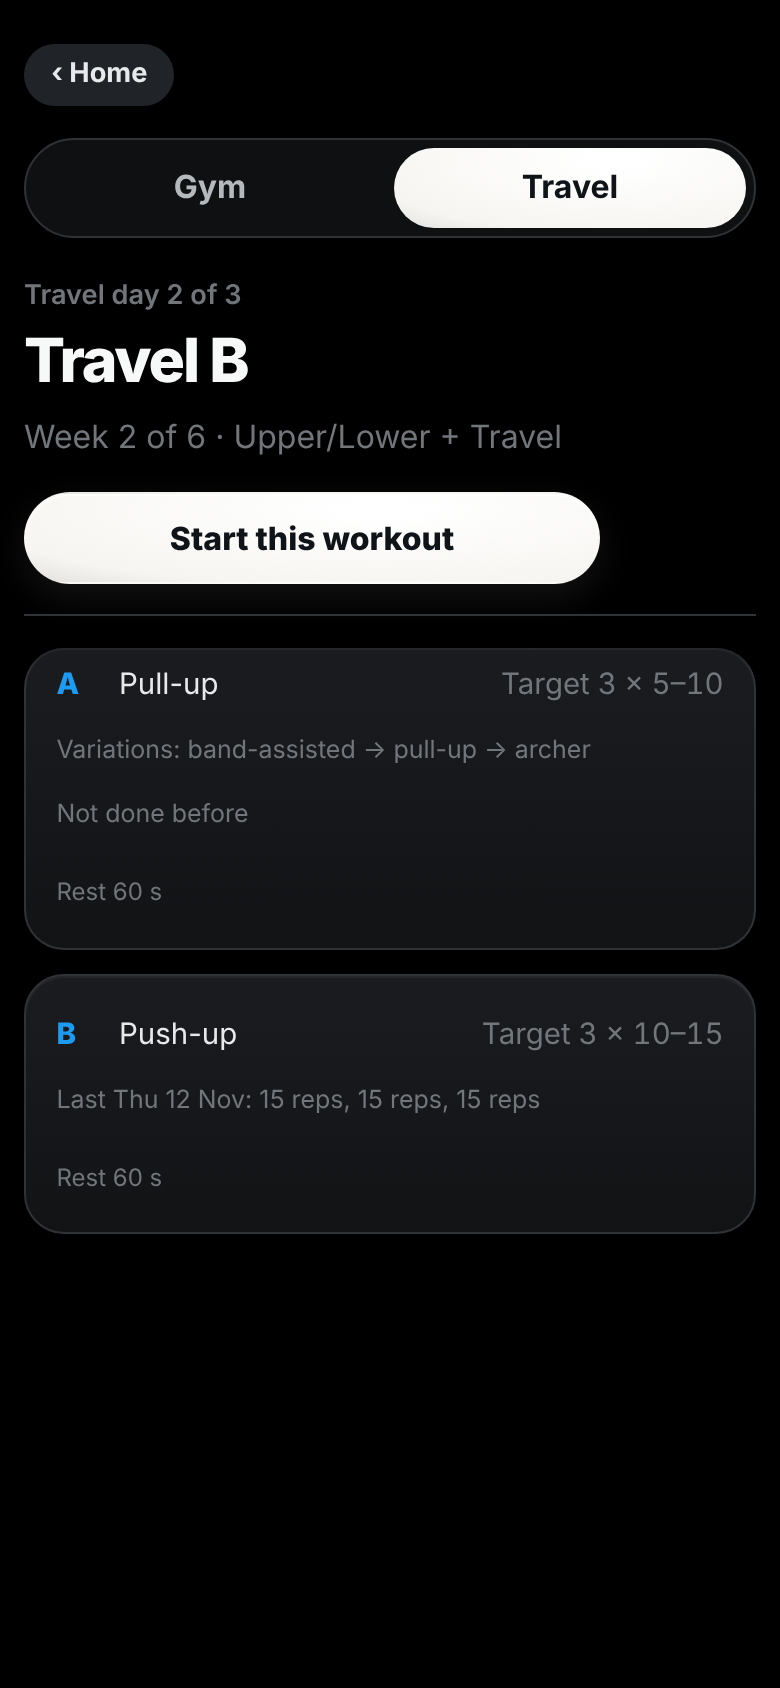 ‹ Home
Gym Travel
Travel day 2 of 3
Travel B
Week 2 of 6 · Upper/Lower + Travel
Start this workout
A Pull-up Target 3 × 5–10
Variations: band-assisted → pull-up → archer
Not done before
Rest 60 s
B Push-up Target 3 × 10–15
Last Thu 12 Nov: 15 reps, 15 reps, 15 reps
Rest 60 s